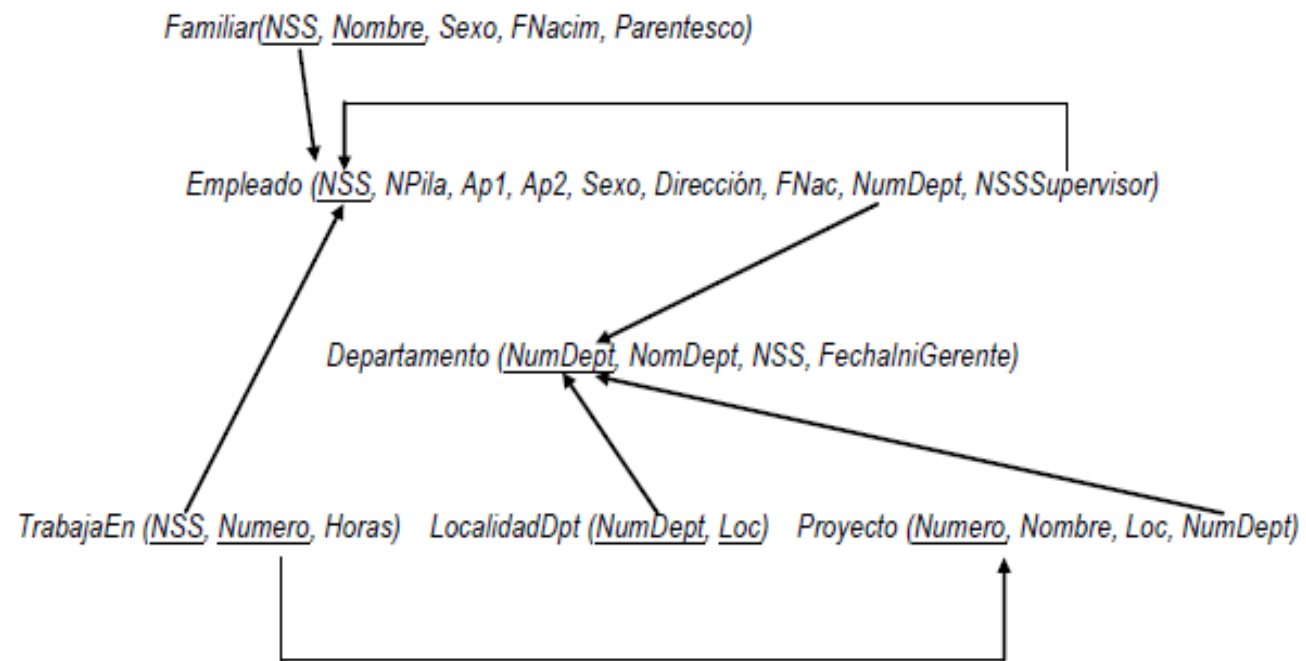 Familiar(NSS, Nombre, Sexo, FNacim, Parentesco)
Empleado (NSS, NPila, Ap1, Ap2, Sexo, Dirección, FNac, NumDept, NSSSupervisor)
Departamento (NumDept, NomDept, NSS, FechaIniGerente)
TrabajaEn (NSS, Numero, Horas) LocalidadDpt (NumDept, Loc) Proyecto (Numero, Nombre, Loc, NumDept)